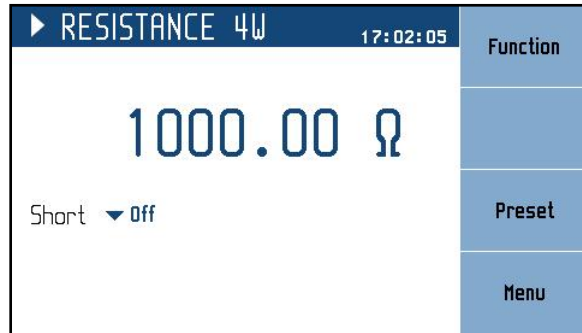 RESISTANCE 4W 17:02:05
1000.00 Ω
Short Off
Function
Preset
Menu